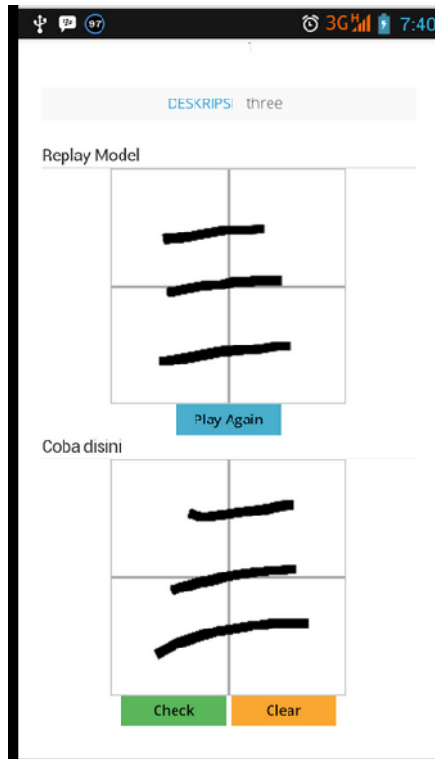 97 3G H 7:40
DESKRIPSI three
Replay Model
三
Play Again
Coba disini
三
Check Clear